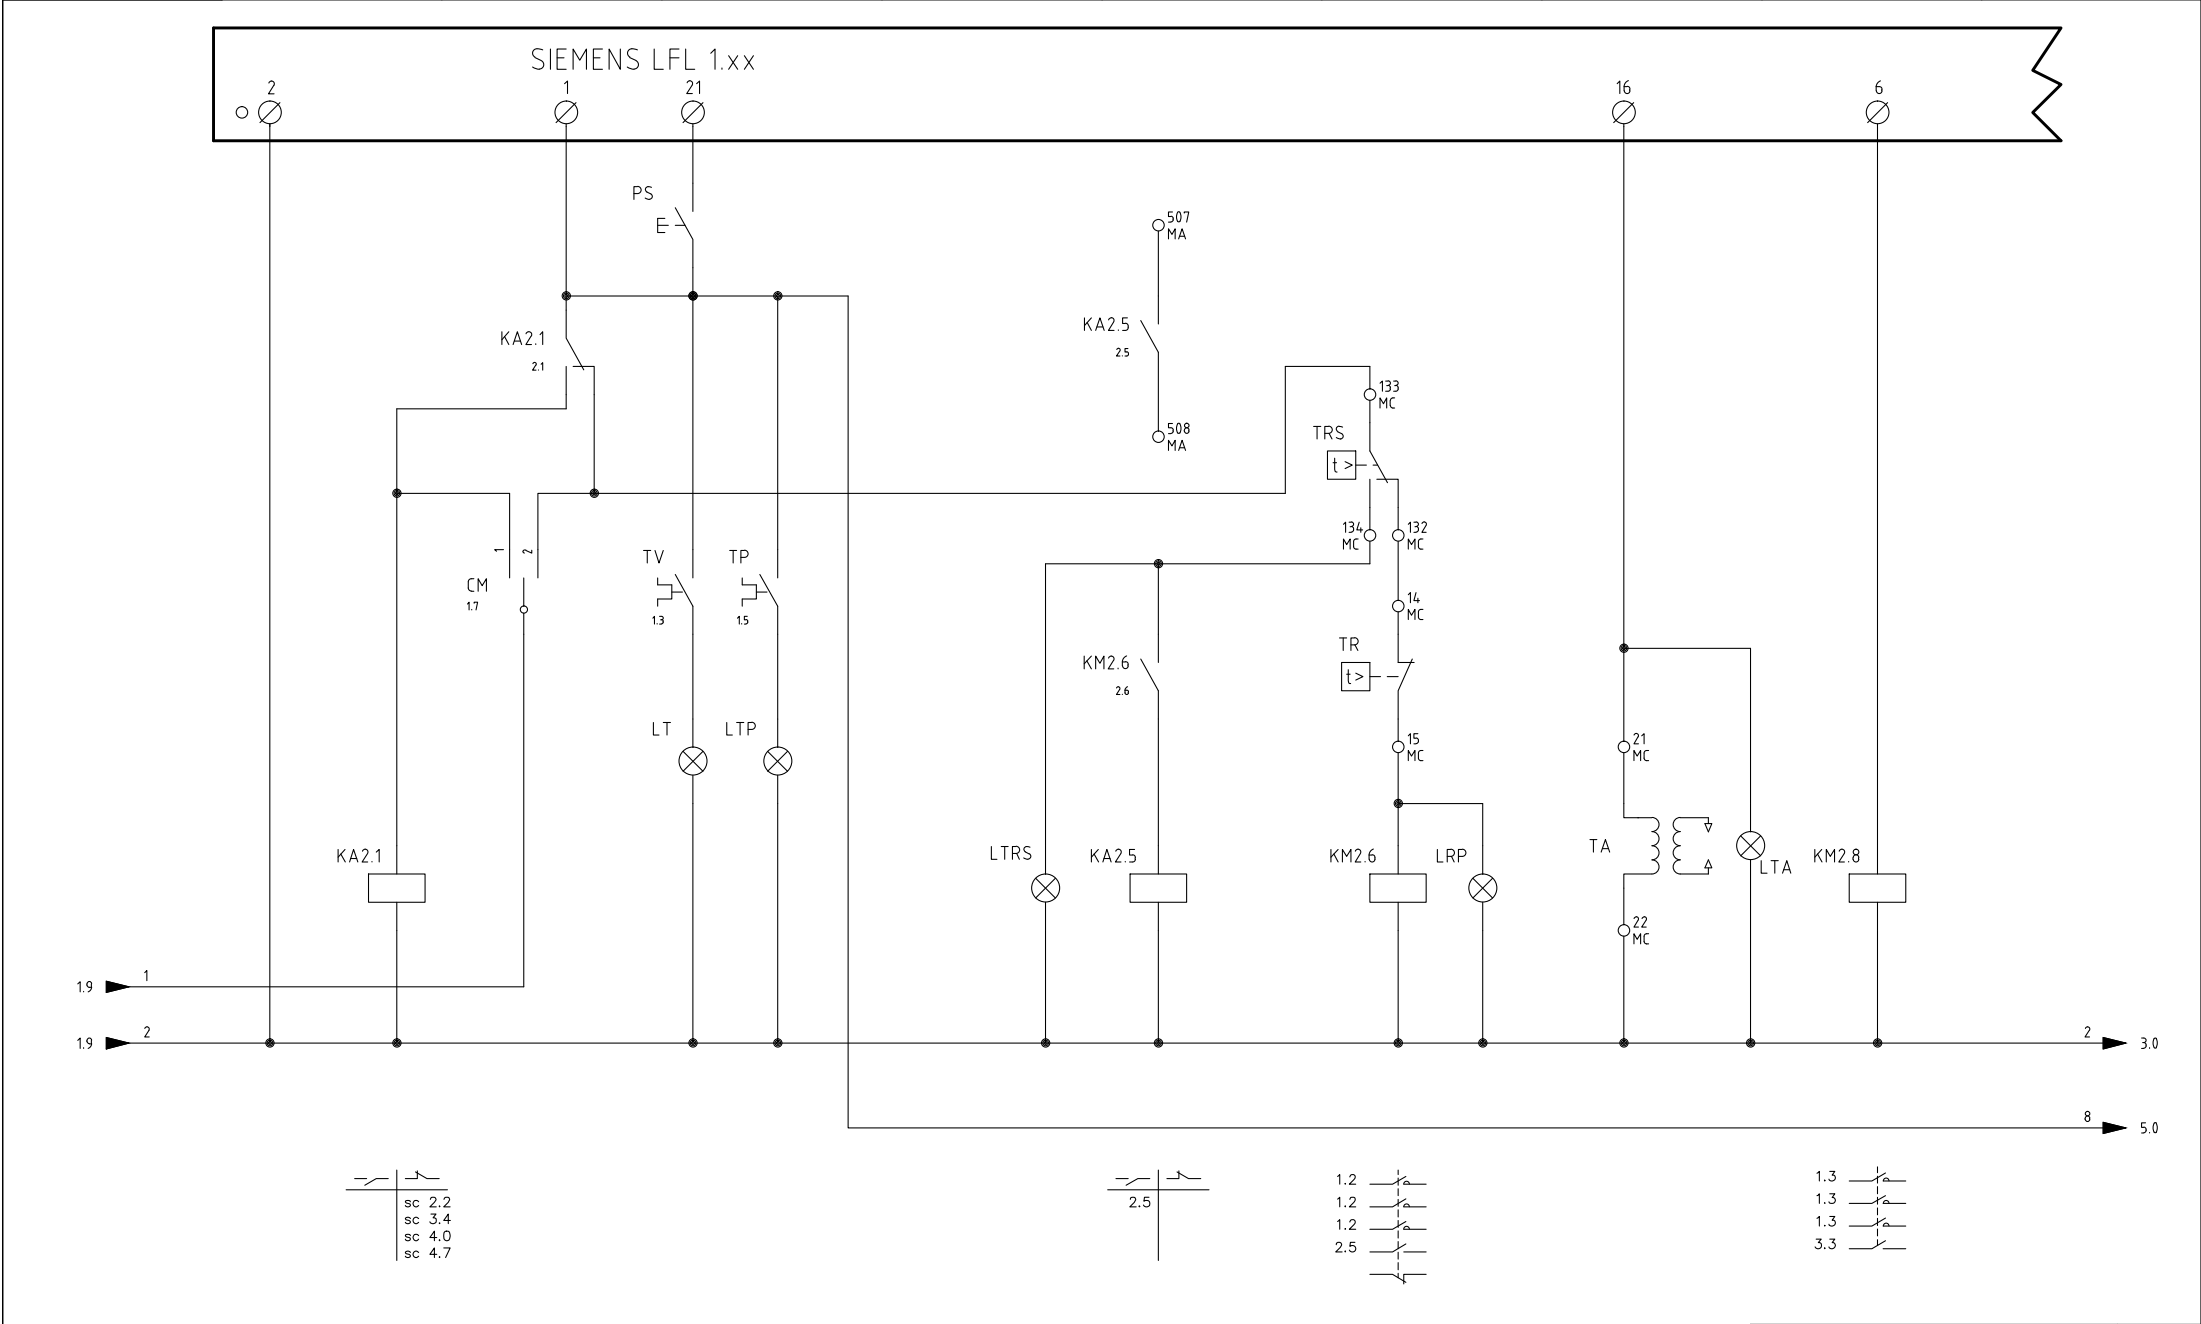 SIEMENS LFL 1.xx
2
1
21
16
6
PS
507
MA
KA2.1
2.1
KA2.5
2.5
508
MA
133
MC
TRS
t >
134
MC
132
MC
1
2
CM
1.7
TV
1.3
TP
1.5
14
MC
KM2.6
2.6
TR
t>
15
MC
LT
LTP
21
MC
KA2.1
LTRS
KA2.5
KM2.6
LRP
TA
LTA
KM2.8
22
MC
1.9
1
1.9
2
2
3.0
8
5.0
sc 2.2
sc 3.4
sc 4.0
sc 4.7
2.5
1.2
1.2
1.2
2.5
1.3
1.3
1.3
3.3